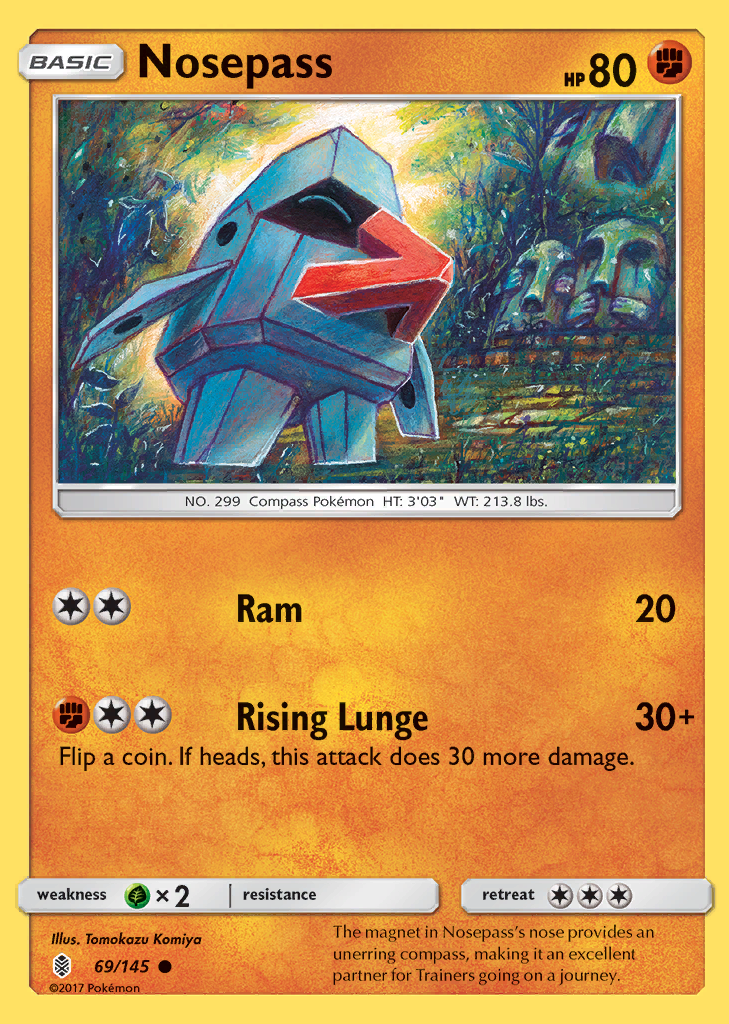 BASIC
Nosepass
HP 80
NO. 299 Compass Pokémon HT: 3'03" WT: 213.8 lbs.
Ram 20
Rising Lunge 30+
Flip a coin. If heads, this attack does 30 more damage.
weakness ×2 resistance retreat
Illus. Tomokazu Komiya
69/145
©2017 Pokémon
The magnet in Nosepass's nose provides an
unerring compass, making it an excellent
partner for Trainers going on a journey.